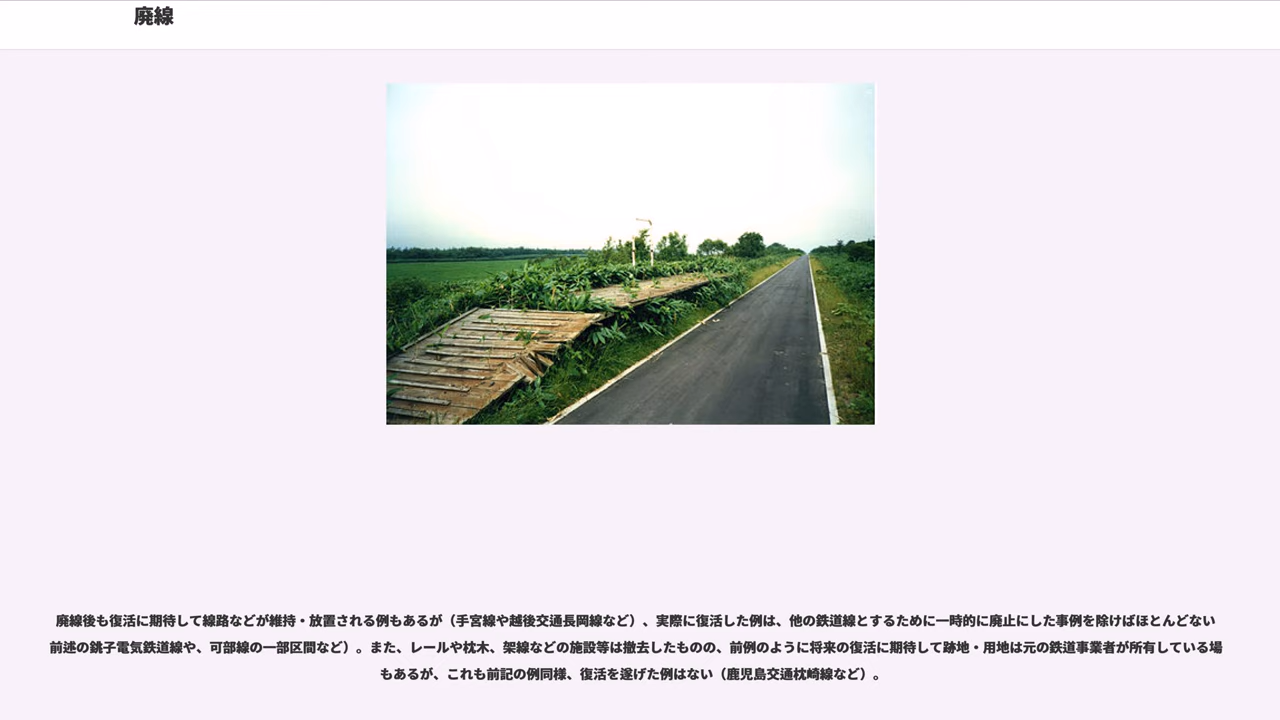 廃線
廃線後も復活に期待して線路などが維持・放置される例もあるが（手宮線や越後交通長岡線など）、実際に復活した例は、他の鉄道線とするために一時的に廃止にした事例を除けばほとんどない
前述の銚子電気鉄道線や、可部線の一部区間など）。また、レールや枕木、架線などの施設等は撤去したものの、前例のように将来の復活に期待して跡地・用地は元の鉄道事業者が所有している場
もあるが、これも前記の例同様、復活を遂げた例はない（鹿児島交通枕崎線など）。